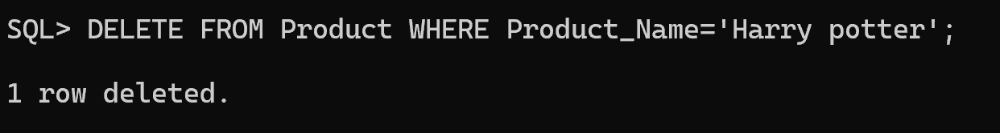 SQL> DELETE FROM Product WHERE Product_Name='Harry potter';
1 row deleted.